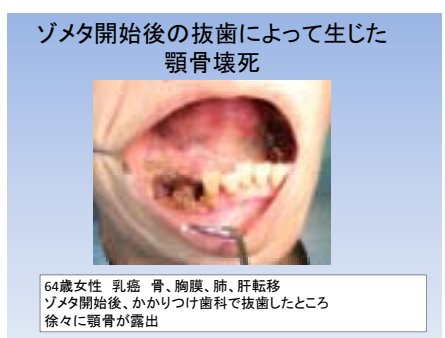 ゾメタ開始後の抜歯によって生じた
顎骨壊死
64歳女性 乳癌 骨、胸膜、肺、肝転移
ゾメタ開始後、かかりつけ歯科で抜歯したところ
徐々に顎骨が露出